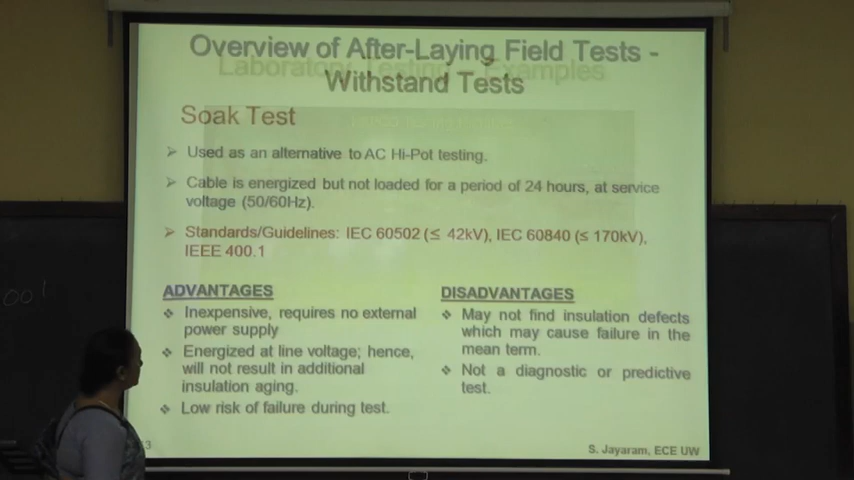 Overview of After-Laying Field Tests -
Laboratory Testing Examples
Withstand Tests
Soak Test
➢ Used as an alternative to AC Hi-Pot testing.
➢ Cable is energized but not loaded for a period of 24 hours, at service
voltage (50/60Hz).
➢ Standards/Guidelines: IEC 60502 (≤ 42kV), IEC 60840 (≤ 170kV),
IEEE 400.1
ADVANTAGES
❖ Inexpensive, requires no external
power supply
❖ Energized at line voltage; hence,
will not result in additional
insulation aging.
❖ Low risk of failure during test.
DISADVANTAGES
❖ May not find insulation defects
which may cause failure in the
mean term.
❖ Not a diagnostic or predictive
test.
S. Jayaram, ECE UW